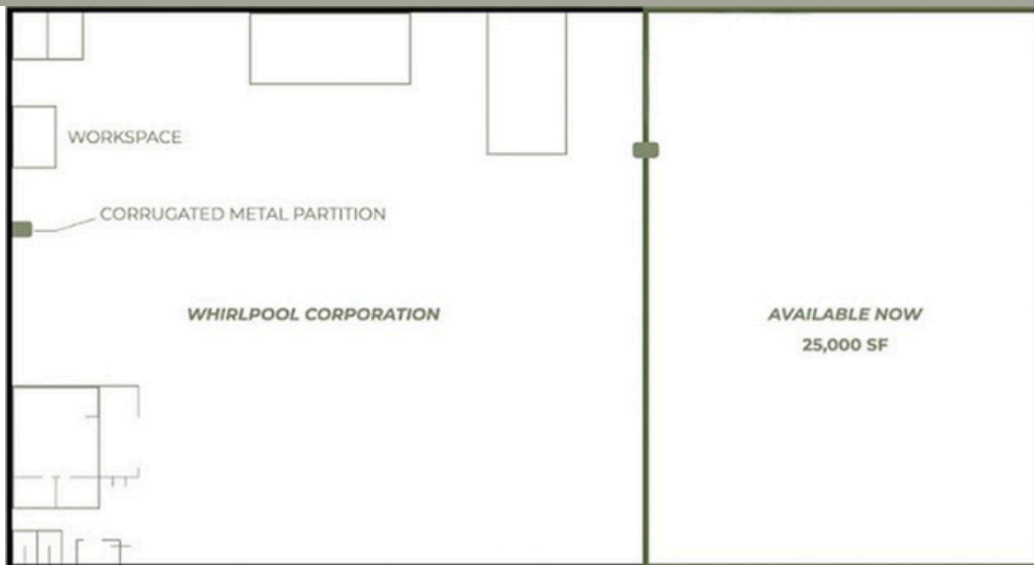 WORKSPACE
CORRUGATED METAL PARTITION
WHIRLPOOL CORPORATION
AVAILABLE NOW
25,000 SF